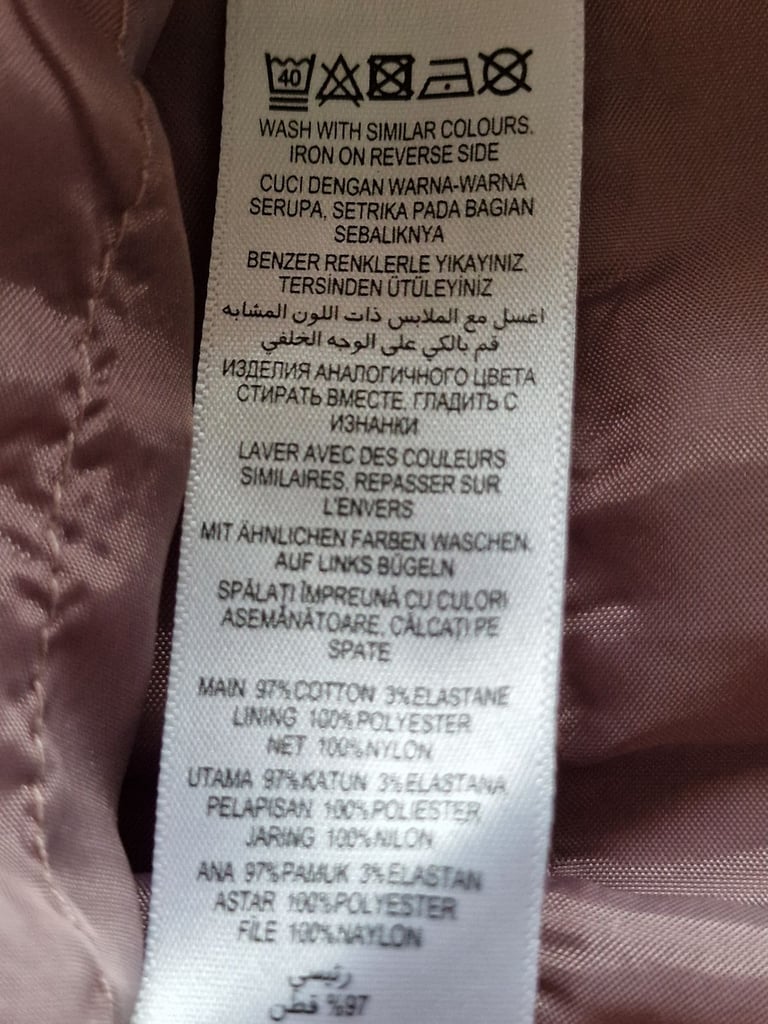 40
WASH WITH SIMILAR COLOURS.
IRON ON REVERSE SIDE
CUCI DENGAN WARNA-WARNA
SERUPA, SETRIKA PADA BAGIAN
SEBALIKNYA
BENZER RENKLERLE YIKAYINIZ.
TERSİNDEN ÜTÜLEYİNİZ
اغسل مع الملابس ذات اللون المشابه
قم بالكي على الوجه الخلفي
ИЗДЕЛИЯ АНАЛОГИЧНОГО ЦВЕТА
СТИРАТЬ ВМЕСТЕ, ГЛАДИТЬ С
ИЗНАНКИ
LAVER AVEC DES COULEURS
SIMILAIRES, REPASSER SUR
L'ENVERS
MIT ÄHNLICHEN FARBEN WASCHEN.
AUF LINKS BÜGELN
SPĂLAȚI ÎMPREUNĂ CU CULORI
ASEMĂNĂTOARE, CĂLCAȚI PE
SPATE
MAIN 97%COTTON 3%ELASTANE
LINING 100%POLYESTER
NET 100%NYLON
UTAMA 97%KATUN 3%ELASTANA
PELAPISAN 100%POLIESTER
JARING 100%NILON
ANA 97%PAMUK 3%ELASTAN
ASTAR 100%POLYESTER
FİLE 100%NAYLON
رئيسي
97% قطن